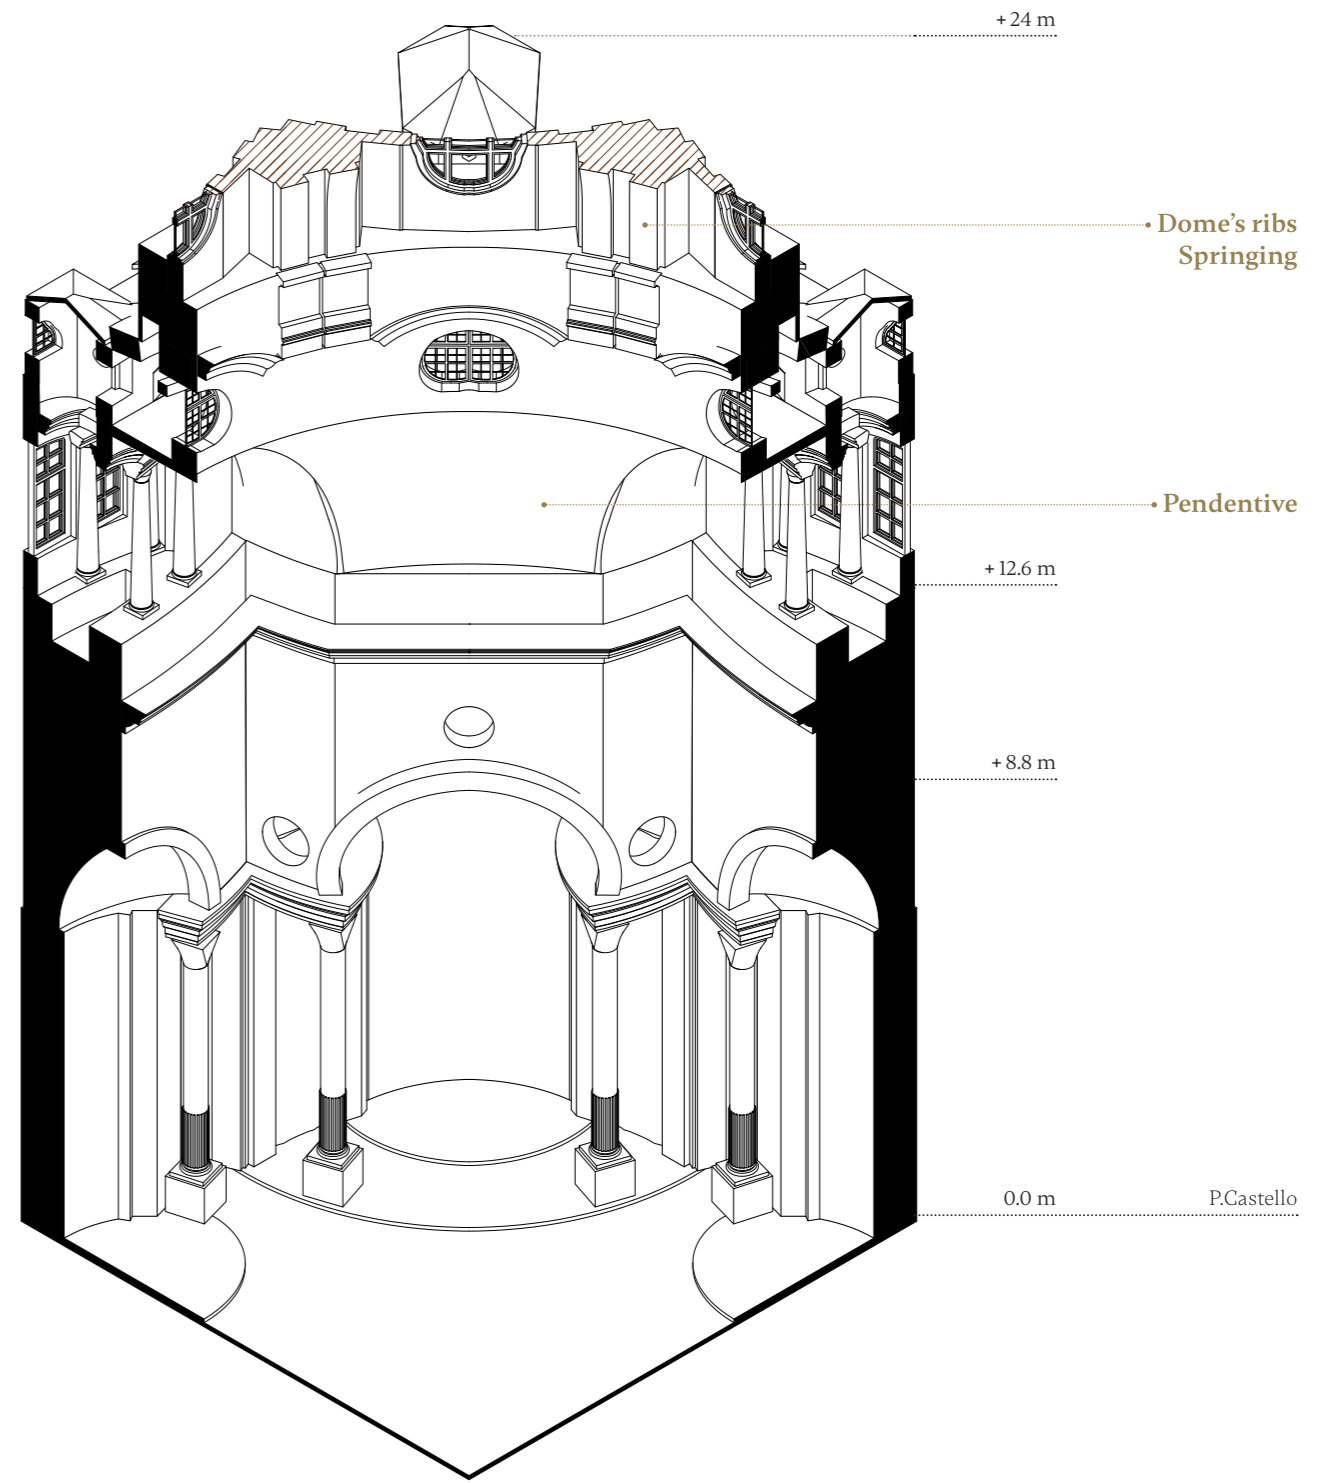 +24 m
Dome’s ribs
Springing
Pendentive
+12.6 m
+8.8 m
0.0 m P.Castello